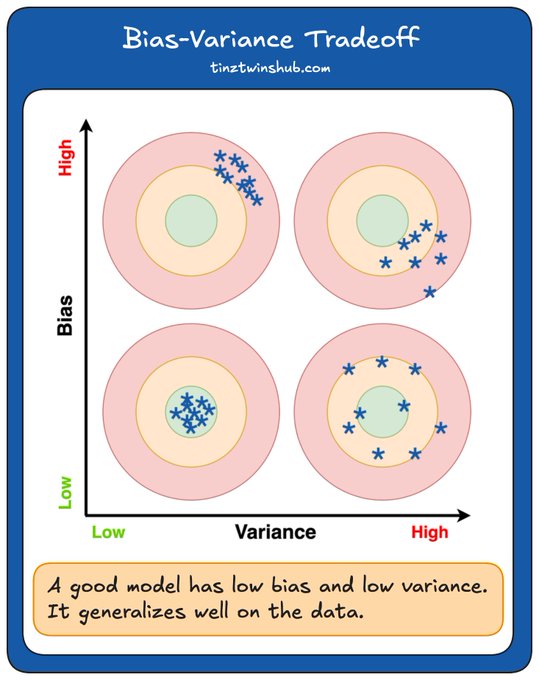 Bias-Variance Tradeoff
tinztwinshub.com
High
Bias
Low
Low
Variance
High
A good model has low bias and low variance.
It generalizes well on the data.